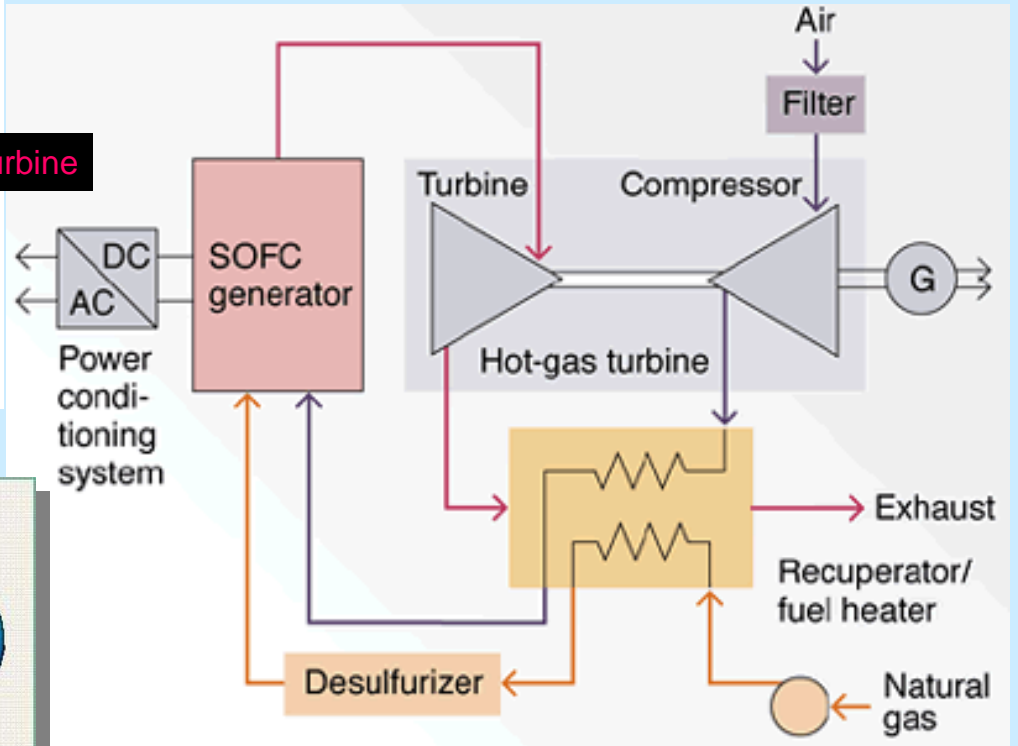 Air
Filter
Turbine
Compressor
DC
AC
SOFC
generator
G
Power
condi-
tioning
system
Hot-gas turbine
Exhaust
Recuperator/
fuel heater
Desulfurizer
Natural
gas